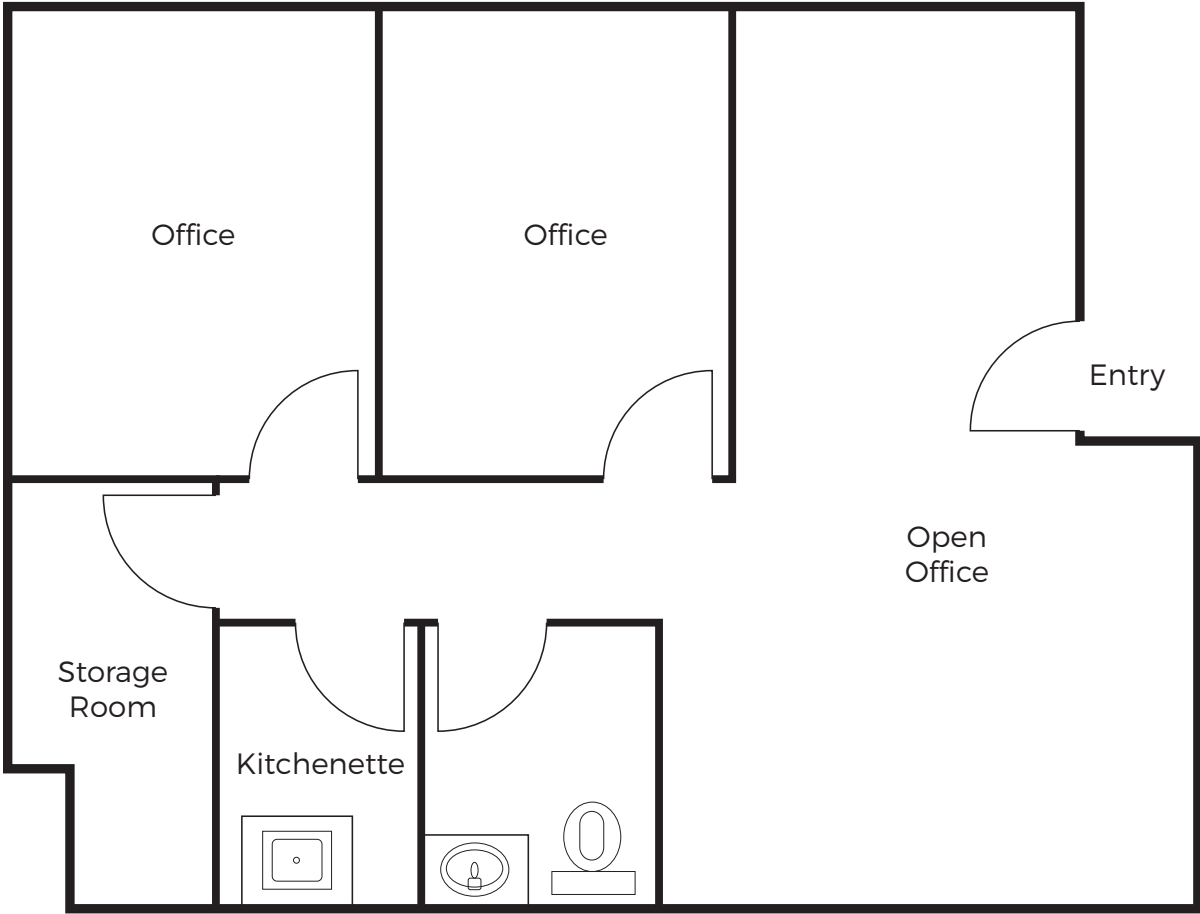 Office
Office
Entry
Open
Office
Storage
Room
Kitchenette